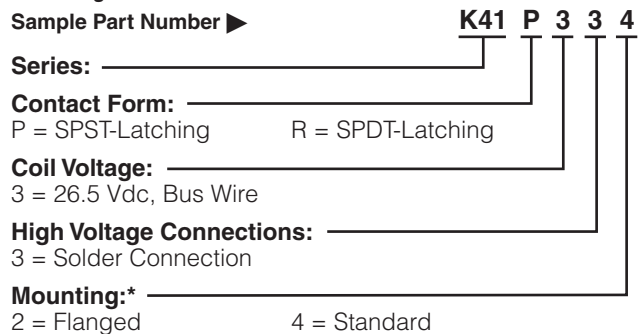 Sample Part Number ▶ K41 P 3 3 4
Series:
Contact Form:
P = SPST-Latching R = SPDT-Latching
Coil Voltage:
3 = 26.5 Vdc, Bus Wire
High Voltage Connections:
3 = Solder Connection
Mounting:*
2 = Flanged 4 = Standard